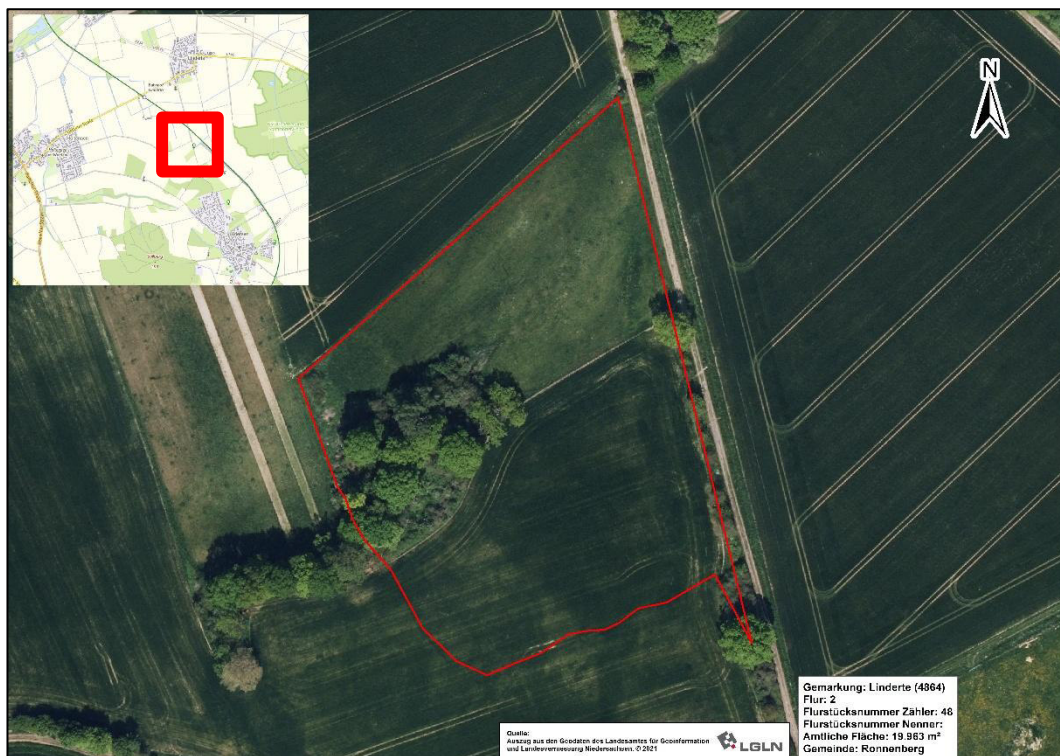 N
Quelle:
Auszug aus den Geodaten des Landesamtes für Geoinformation
und Landesvermessung Niedersachsen, © 2021
LGLN
Gemarkung: Linderte (4864)
Flur: 2
Flurstücksnummer Zähler: 48
Flurstücksnummer Nenner:
Amtliche Fläche: 19.963 m²
Gemeinde: Ronnenberg